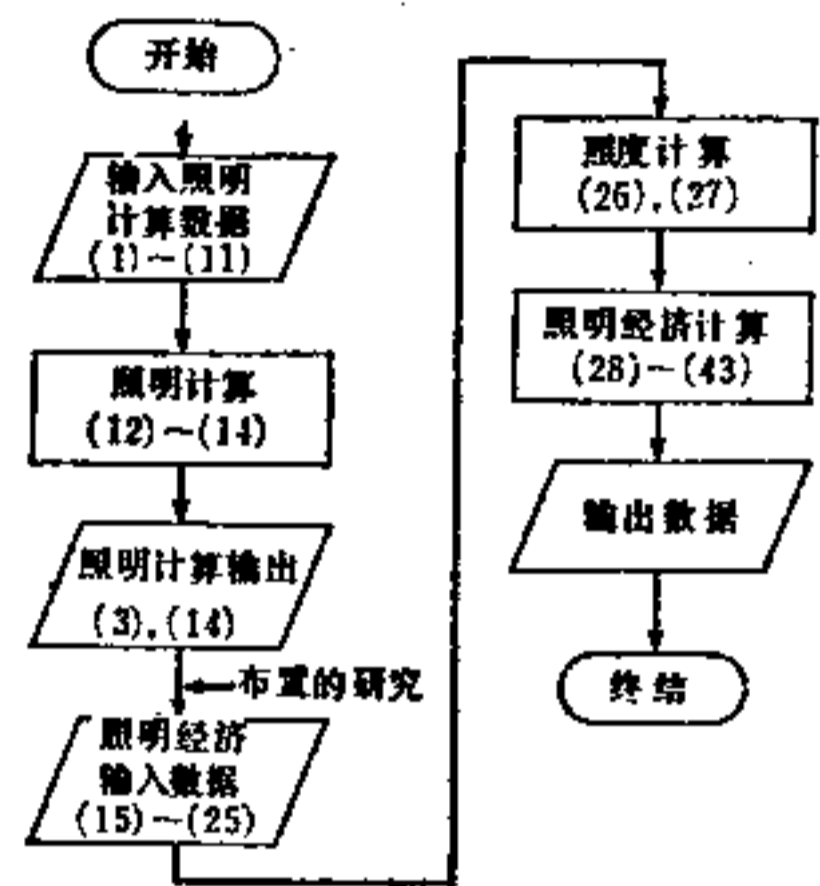 开始
输入照明
计算数据
(1)~(11)
照明计算
(12)~(14)
照明计算输出
(3),(14)
布置的研究
照明经济
输入数据
(15)~(25)
照度计算
(26),(27)
照明经济计算
(28)~(43)
输出数据
终结